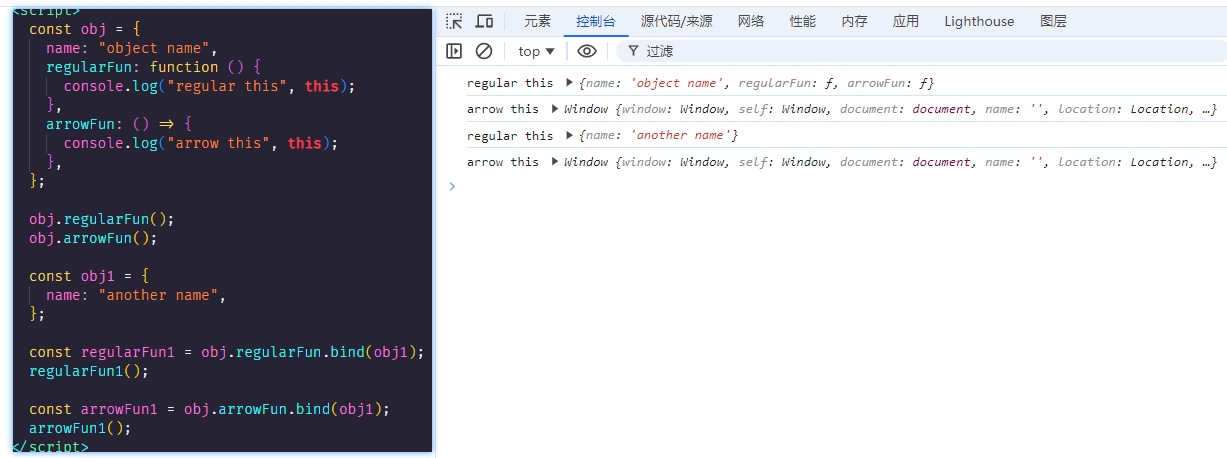 <script>
const obj = {
name: "object name",
regularFun: function () {
console.log("regular this", this);
},
arrowFun: () => {
console.log("arrow this", this);
},
};
obj.regularFun();
obj.arrowFun();
const obj1 = {
name: "another name",
};
const regularFun1 = obj.regularFun.bind(obj1);
regularFun1();
const arrowFun1 = obj.arrowFun.bind(obj1);
arrowFun1();
</script>
元素 控制台 源代码/来源 网络 性能 内存 应用 Lighthouse 图层
top ▼ 过滤
regular this ▶ {name: 'object name', regularFun: ƒ, arrowFun: ƒ}
arrow this ▶ Window {window: Window, self: Window, document: document, name: '', location: Location, …}
regular this ▶ {name: 'another name'}
arrow this ▶ Window {window: Window, self: Window, document: document, name: '', location: Location, …}
>